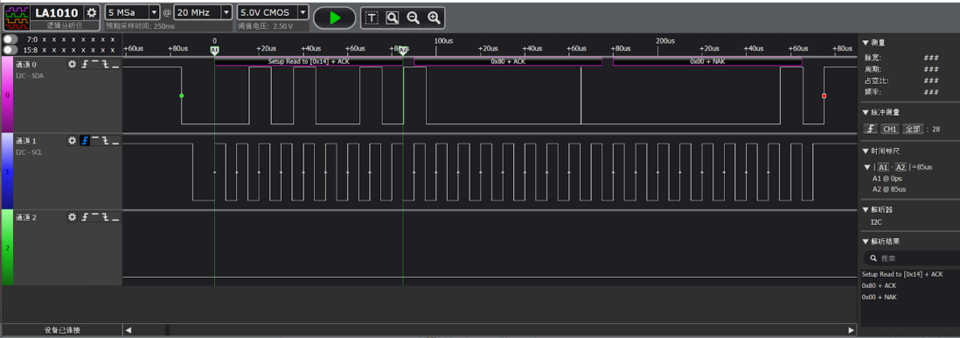 LA1010
逻辑分析仪
5 MSa @ 20 MHz 5.0V CMOS
预期采样时间: 250ms
阈值电压: 2.50 V
T
7:0 x x x x x x x x
15:8 x x x x x x x x
+60us +80us 0 +20us +40us +60us +80us 100us +20us +40us +60us +80us 200us +20us +40us +60us +80us
A1
A2
通道 0
I2C - SDA
0
Setup Read to [0x14] + ACK
0x80 + ACK
0x00 + NAK
通道 1
I2C - SCL
1
通道 2
2
设备已连接
测量
脉宽: ###
周期: ###
占空比: ###
频率: ###
脉冲测量
CH1 全部 : 28
时间标尺
| A1 - A2 | =85us
A1 @ 0ps
A2 @ 85us
解析器
I2C
解析结果
搜索
Setup Read to [0x14] + ACK
0x80 + ACK
0x00 + NAK